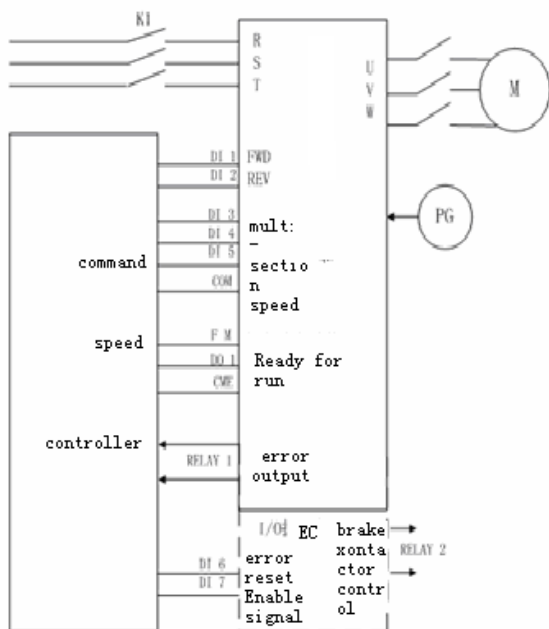 K1
R
S
T
U
V
W
M
DI 1 FWD
DI 2 REV
PG
DI 3
mult:
DI 4
-
DI 5
sectio
command
COM
n
speed
speed
F M
DO 1
Ready for
run
CME
controller
RELAY 1
error
output
I/O
EC
brake
xonta
ctor
contr
ol
RELAY 2
DI 6
error
reset
DI 7
Enable
signal